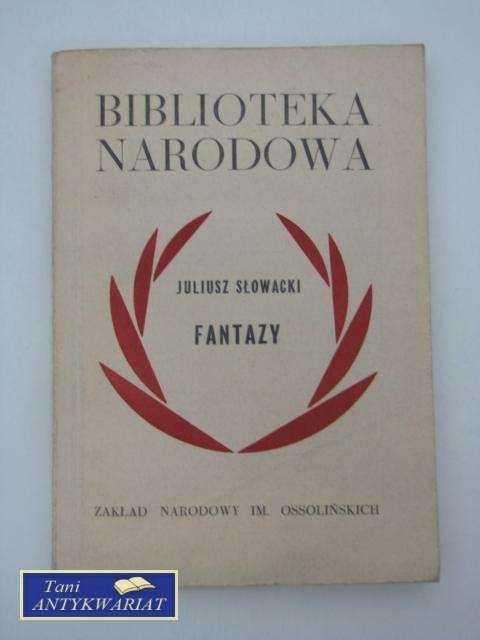 BIBLIOTEKA
NARODOWA
JULIUSZ SŁOWACKI
FANTAZY
ZAKŁAD NARODOWY IM. OSSOLIŃSKICH
Tani
ANTYKWARIAT